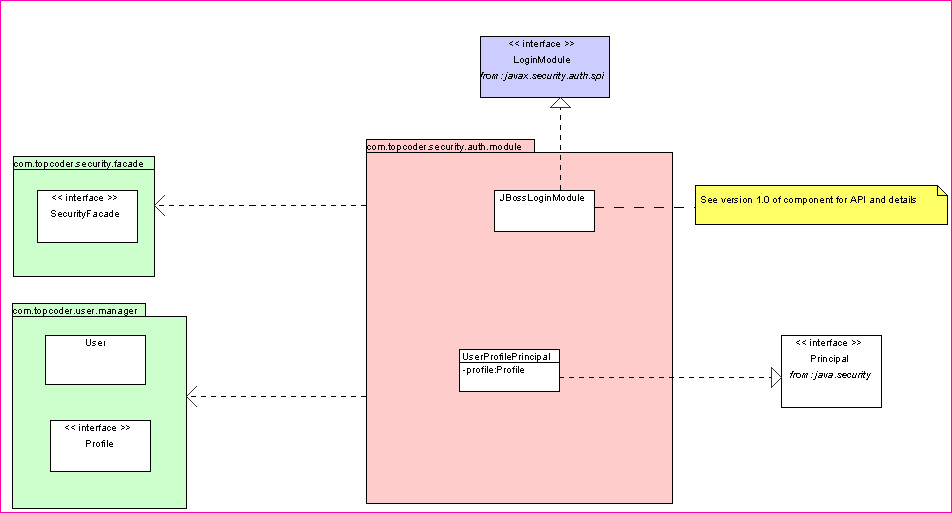 << interface >>
LoginModule
from : javax.security.auth.spi
com.topcoder.security.auth.module
com.topcoder.security.facade
<< interface >>
SecurityFacade
JBossLoginModule
See version 1.0 of component for API and details
com.topcoder.user.manager
User
<< interface >>
Profile
UserProfilePrincipal
-profile:Profile
<< interface >>
Principal
from : java.security